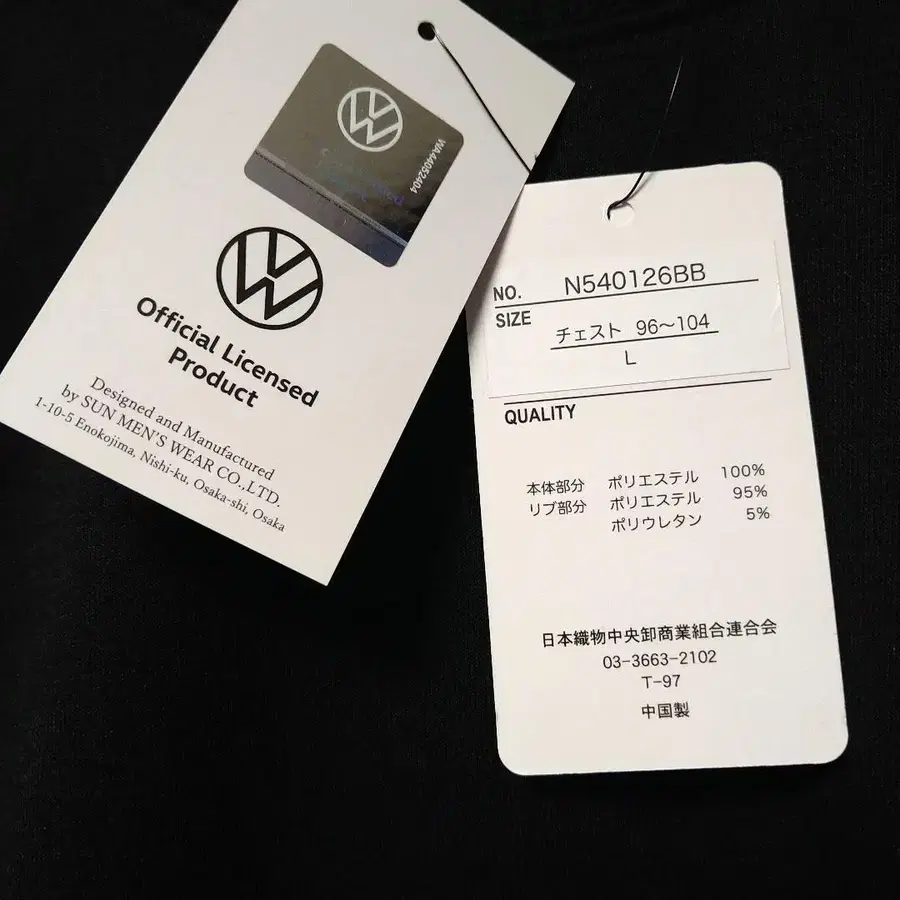 WA44052404
Official Licensed
Product
Designed and Manufactured
by SUN MEN'S WEAR CO.,LTD.
1-10-5 Enokojima, Nishi-ku, Osaka-shi, Osaka
NO. N540126BB
SIZE
チェスト 96〜104
L
QUALITY
本体部分 ポリエステル 100%
リブ部分 ポリエステル 95%
ポリウレタン 5%
日本織物中央卸商業組合連合会
03-3663-2102
T-97
中国製